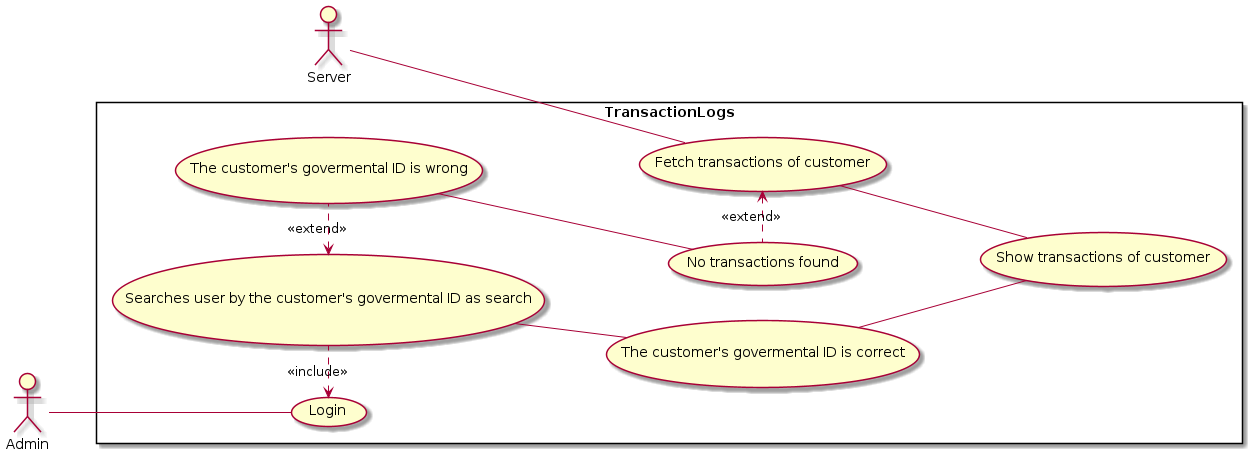 Server
TransactionLogs
The customer's govermental ID is wrong
Fetch transactions of customer
«extend»
«extend»
No transactions found
Show transactions of customer
Searches user by the customer's govermental ID as search
The customer's govermental ID is correct
«include»
Login
Admin